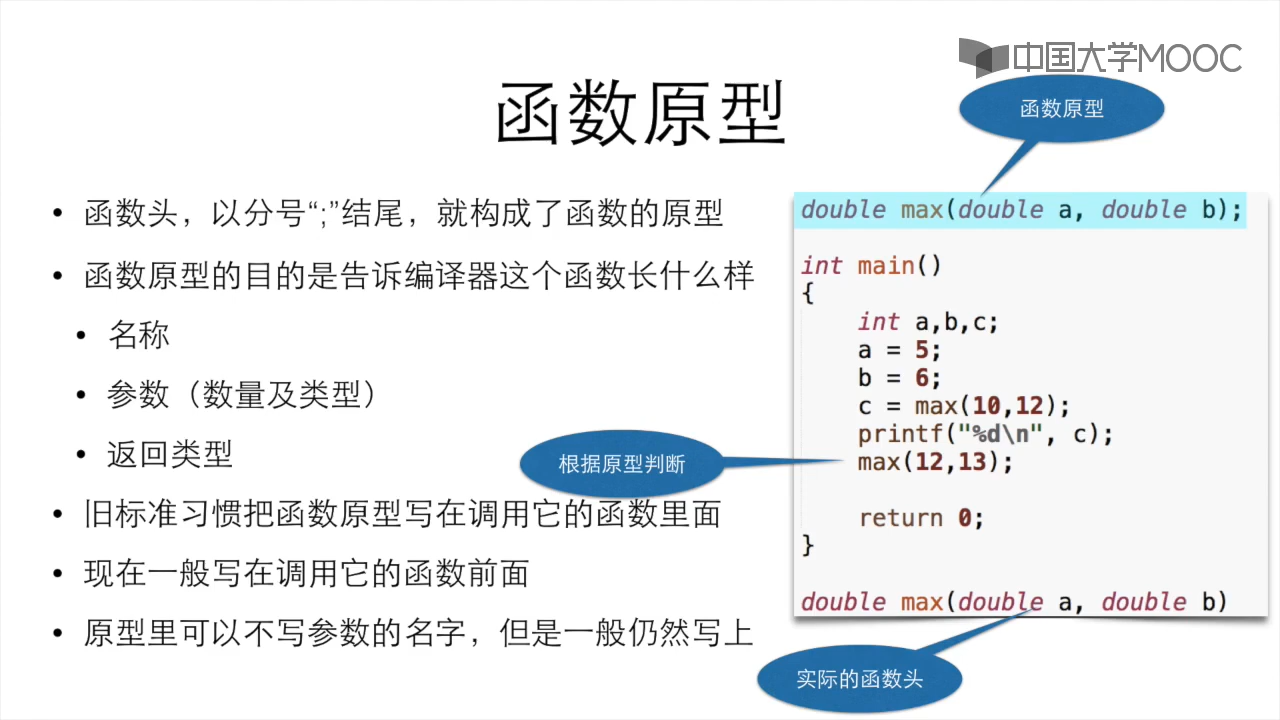 中国大学MOOC
函数原型
函数原型
函数头，以分号“;”结尾，就构成了函数的原型
函数原型的目的是告诉编译器这个函数长什么样
名称
参数（数量及类型）
返回类型
旧标准习惯把函数原型写在调用它的函数里面
现在一般写在调用它的函数前面
原型里可以不写参数的名字，但是一般仍然写上
double max(double a, double b);
int main()
{
int a,b,c;
a = 5;
b = 6;
c = max(10,12);
printf("%d\n", c);
max(12,13);
return 0;
}
double max(double a, double b)
根据原型判断
实际的函数头